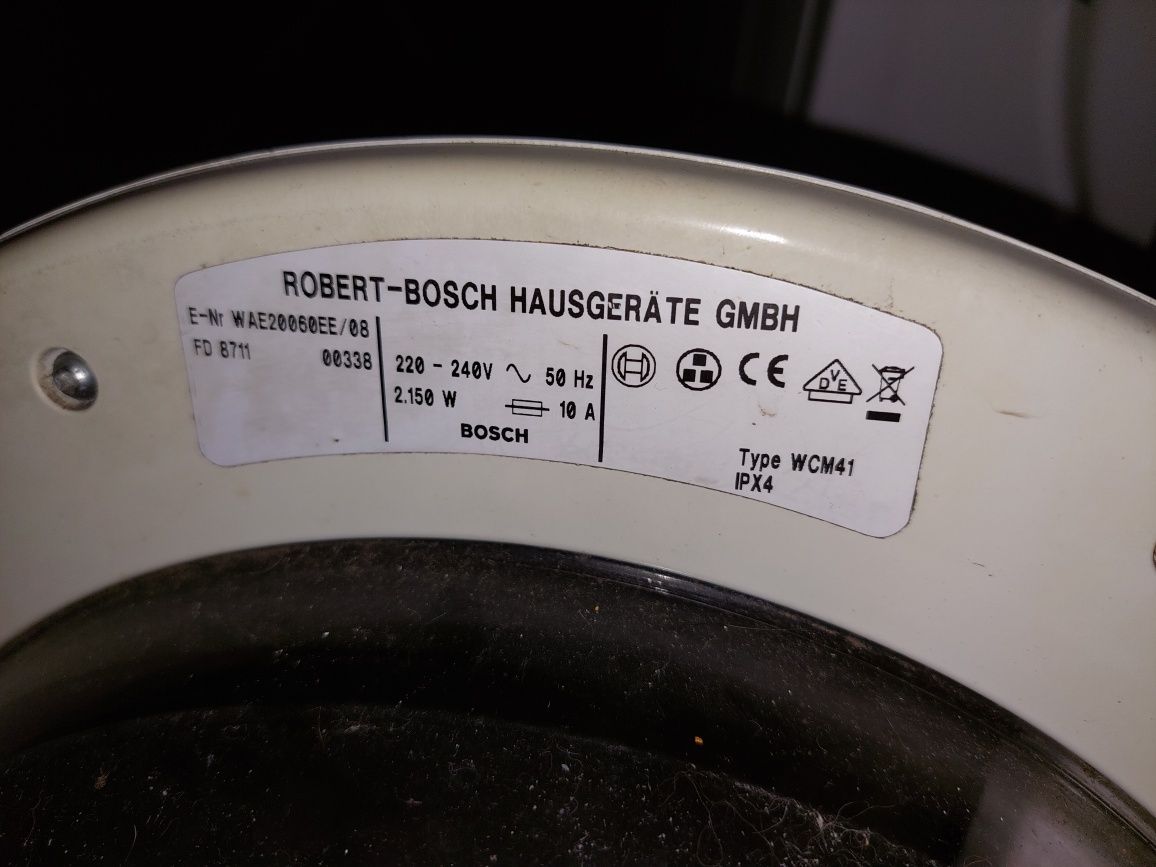 ROBERT-BOSCH HAUSGERÄTE GMBH
E-Nr WAE20060EE/08
FD 8711 00338
220 - 240V ~ 50 Hz
2.150 W 10 A
BOSCH
CE
VDE
Type WCM41
IPX4